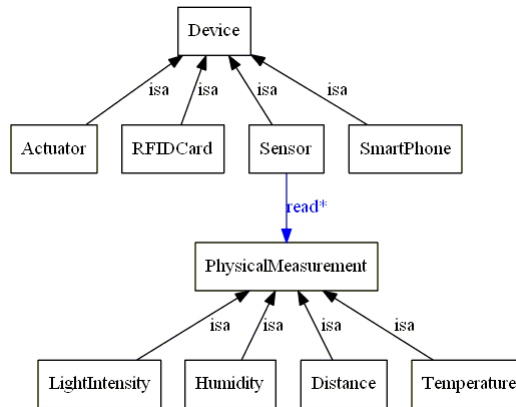 Device
isa isa isa isa
Actuator RFIDCard Sensor SmartPhone
read*
PhysicalMeasurement
isa isa isa isa
LightIntensity Humidity Distance Temperature